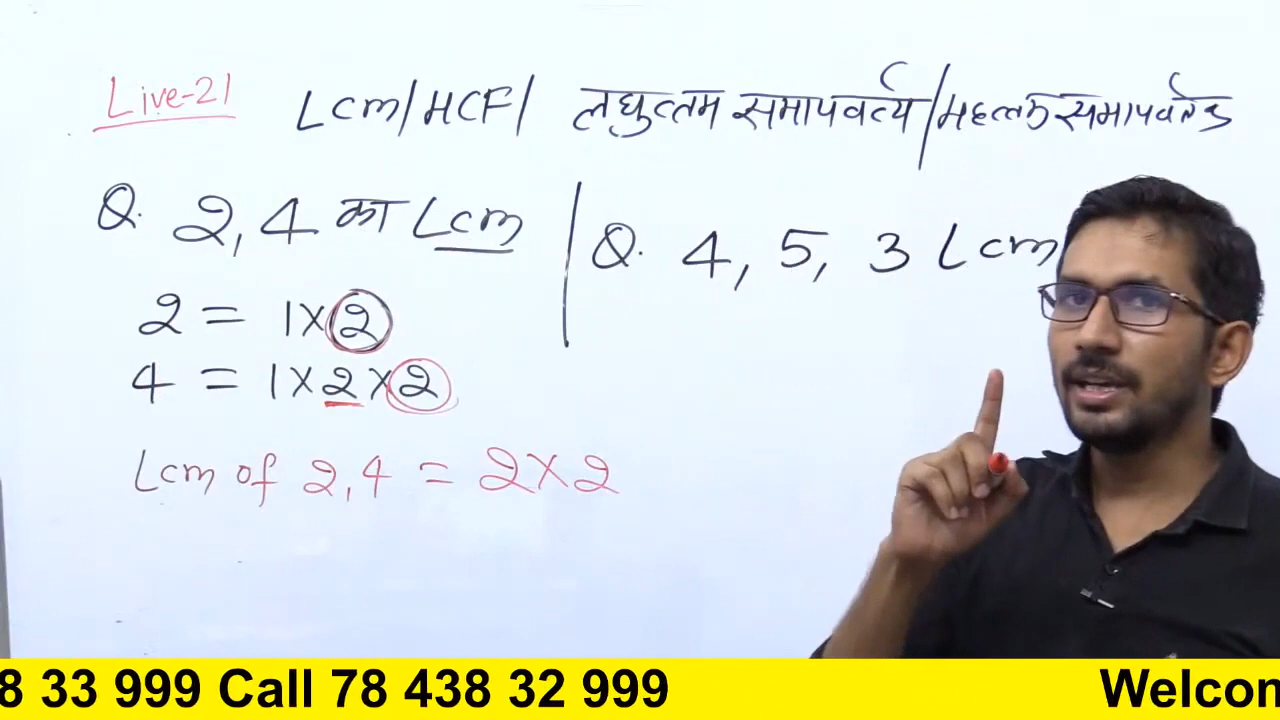 Live-21 Lcm/HCF/ लघुत्तम समापवर्त्य/महत्तम समापवर्तक
Q. 2,4 का Lcm
2 = 1×2
4 = 1×2×2
Lcm of 2,4 = 2×2
Q. 4, 5, 3 Lcm
8 33 999 Call 78 438 32 999 Welcon